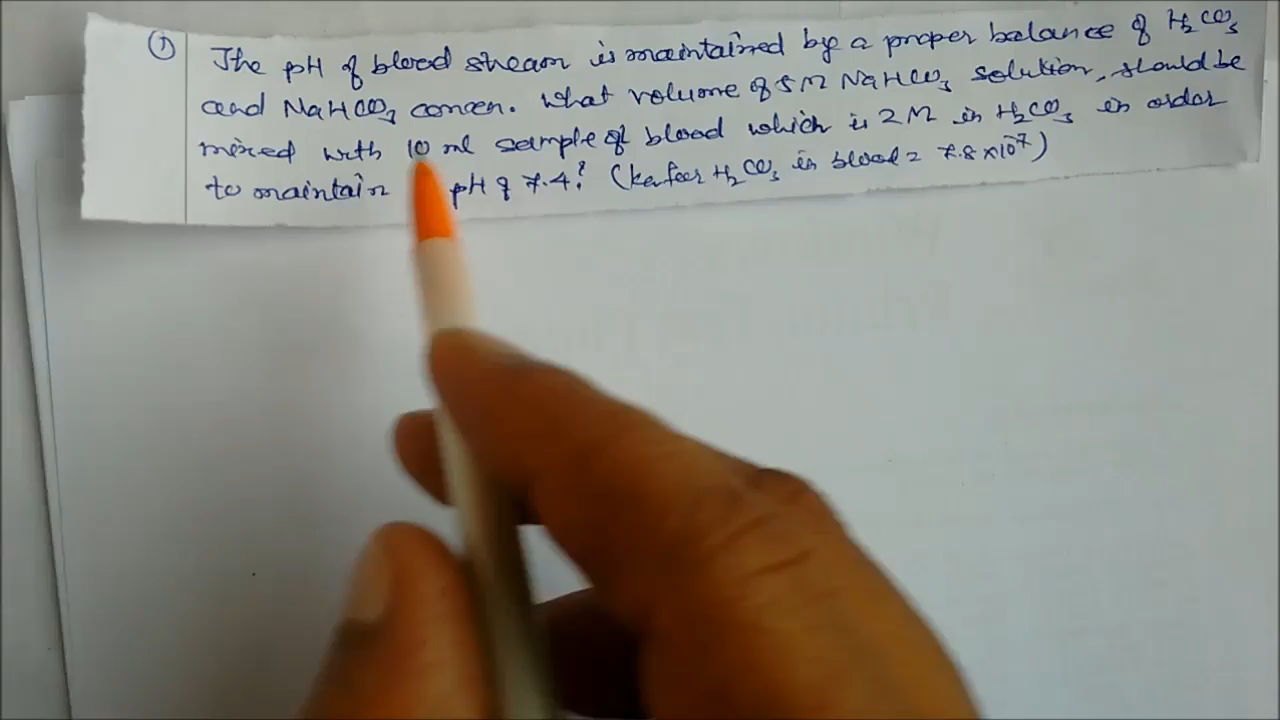 ① The pH of blood stream is maintained by a proper balance of H₂CO₃
and NaHCO₃ concen. What volume of 5M NaHCO₃ solution, should be
mixed with 10 ml sample of blood which is 2M in H₂CO₃ in order
to maintain pH of 7.4? (ka for H₂CO₃ in blood = 7.8×10⁻⁷)